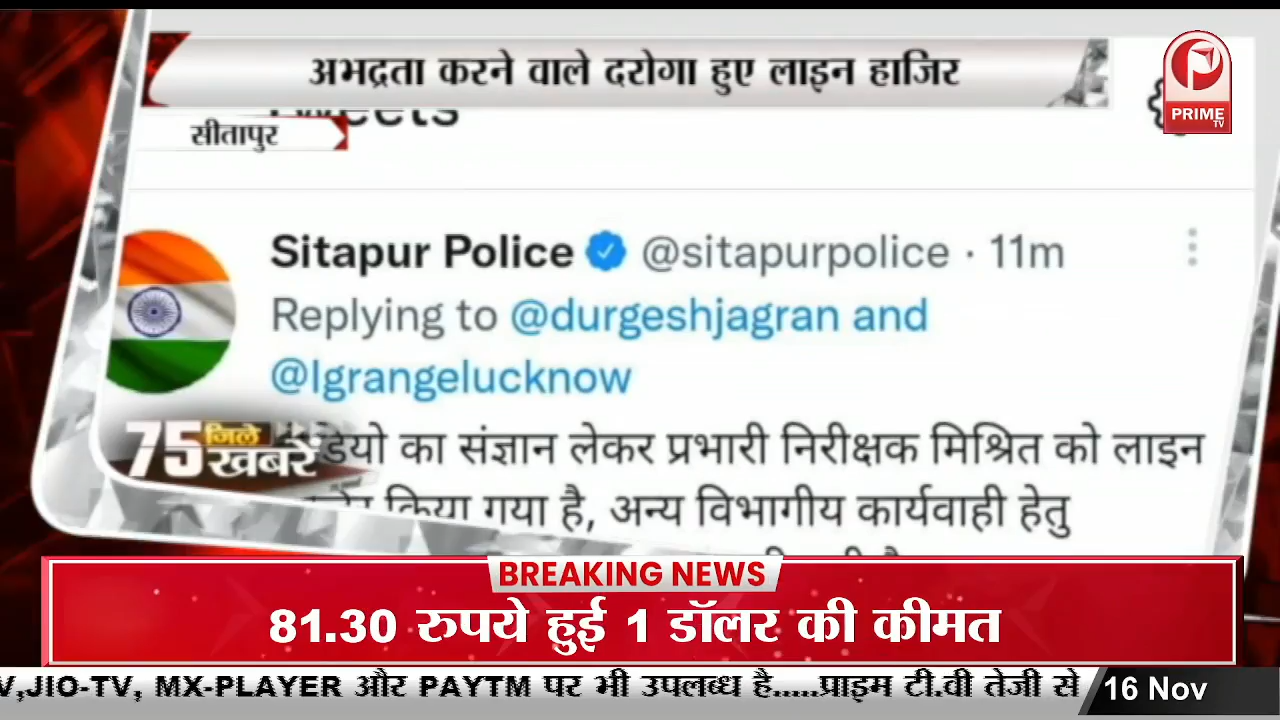 अभद्रता करने वाले दरोगा हुए लाइन हाजिर
PRIME
TV
सीतापुर
Sitapur Police @sitapurpolice · 11m
Replying to @durgeshjagran and
@Igrangelucknow
75 जिले
खबरें
का संज्ञान लेकर प्रभारी निरीक्षक मिश्रित को लाइन
किया गया है, अन्य विभागीय कार्यवाही हेतु
BREAKING NEWS
81.30 रुपये हुई 1 डॉलर की कीमत
V,JIO-TV, MX-PLAYER और PAYTM पर भी उपलब्ध है.....प्राइम टी.वी तेजी से
16 Nov